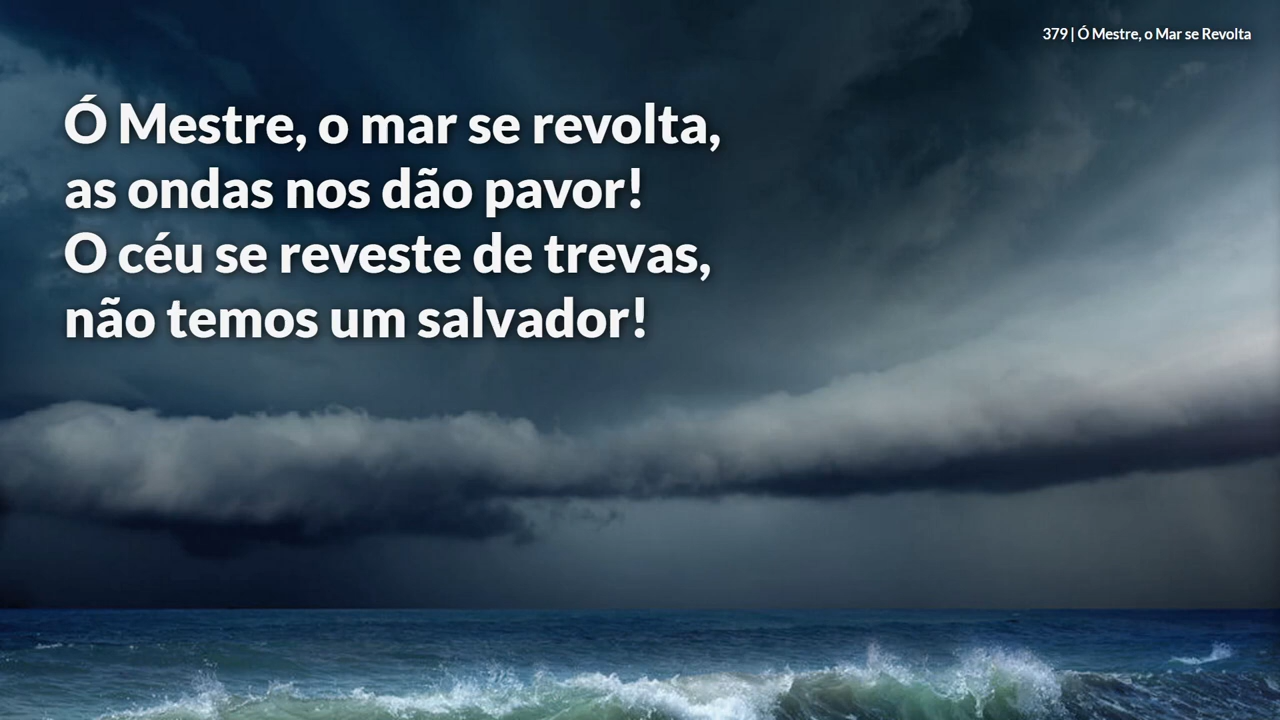 379 | Ó Mestre, o Mar se Revolta
Ó Mestre, o mar se revolta,
as ondas nos dão pavor!
O céu se reveste de trevas,
não temos um salvador!